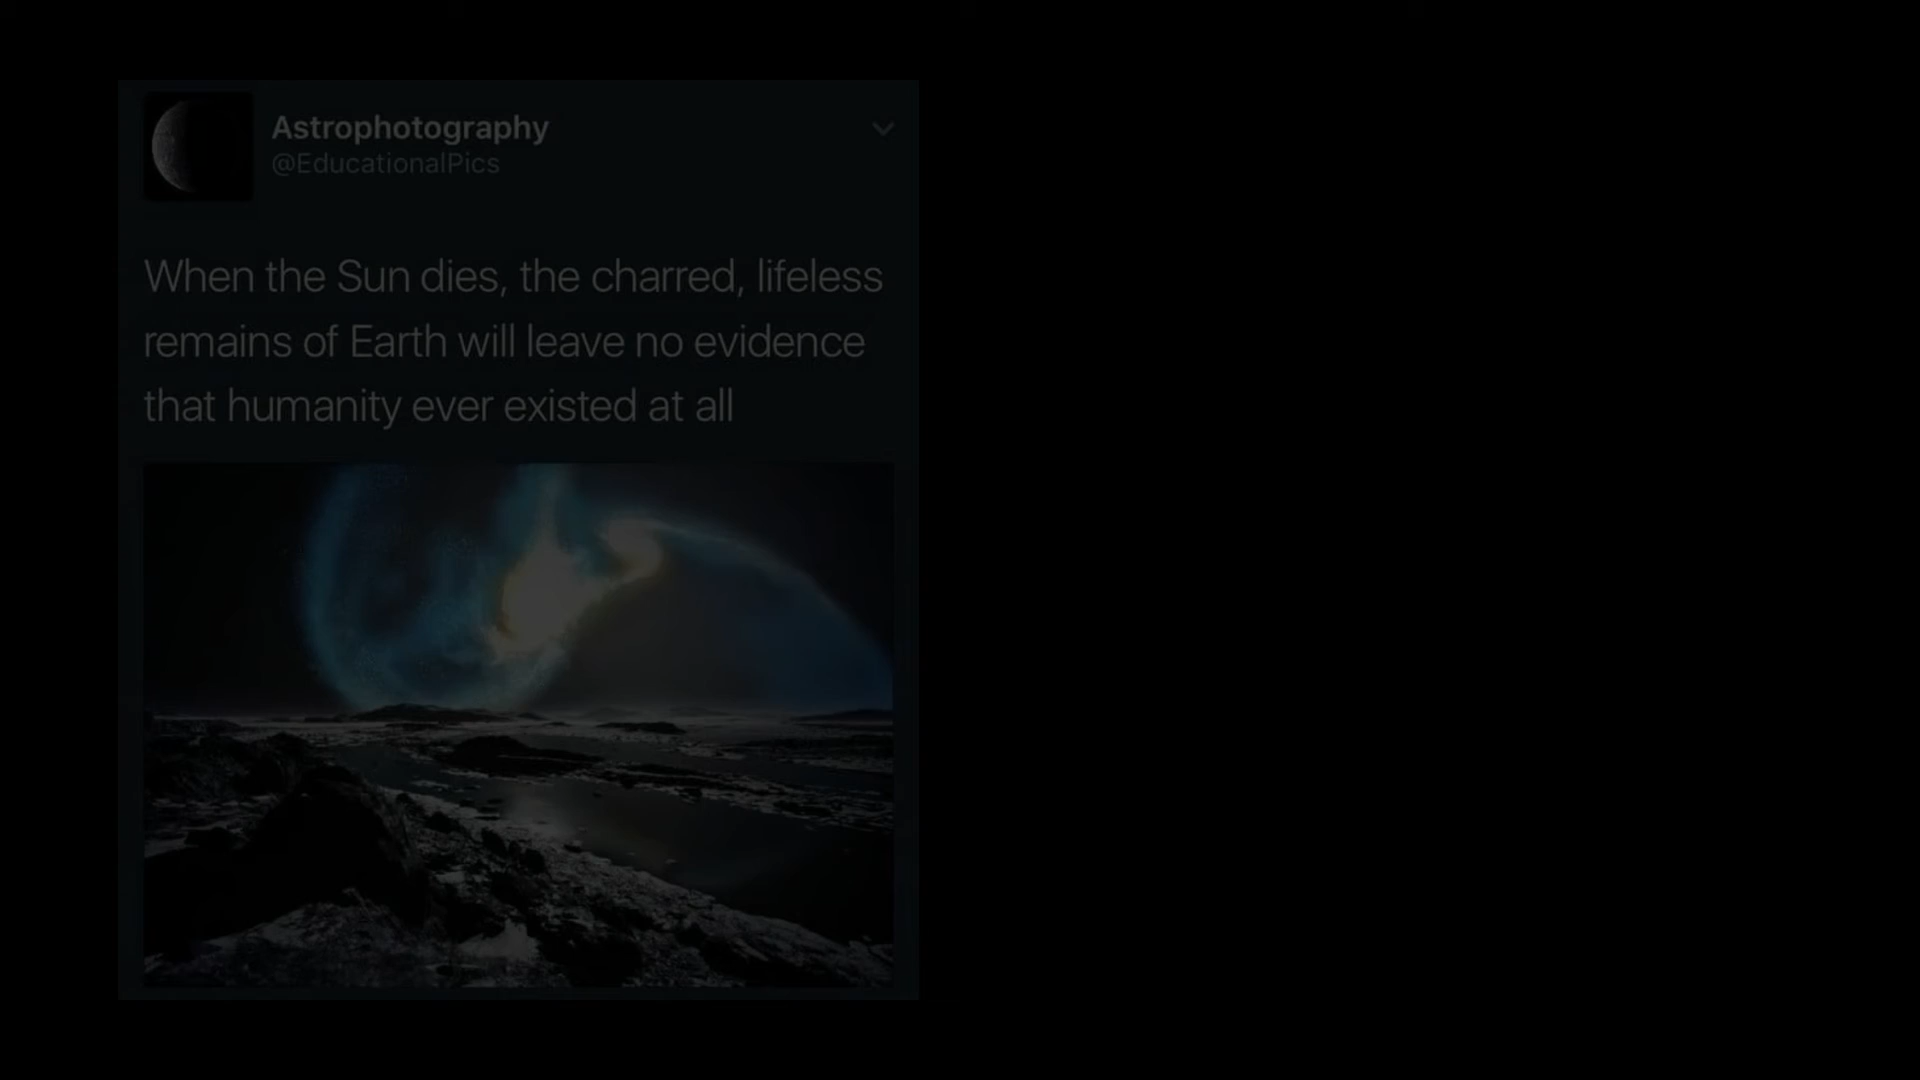 Astrophotography
@EducationalPics
When the Sun dies, the charred, lifeless
remains of Earth will leave no evidence
that humanity ever existed at all